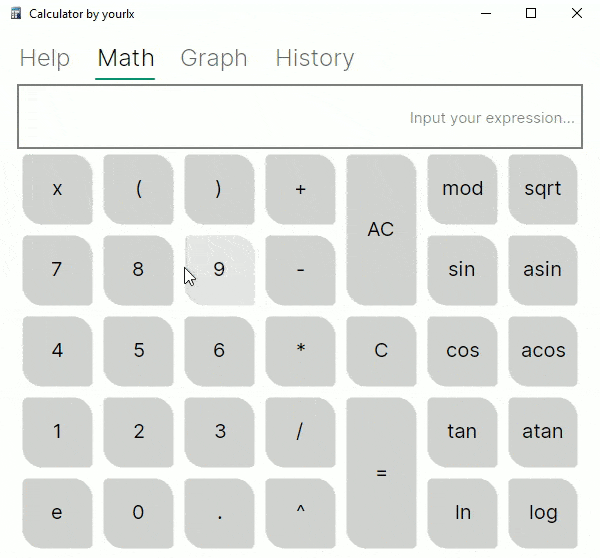 Calculator by yourlx
Help Math Graph History
Input your expression...
x ( ) + AC mod sqrt
7 8 9 - sin asin
4 5 6 * C cos acos
1 2 3 / = tan atan
e 0 . ^ ln log